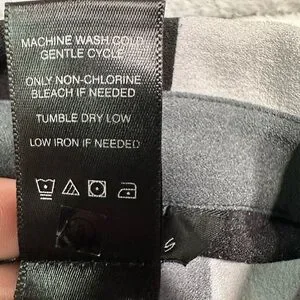 MACHINE WASH COLD
GENTLE CYCLE
ONLY NON-CHLORINE
BLEACH IF NEEDED
TUMBLE DRY LOW
LOW IRON IF NEEDED
S